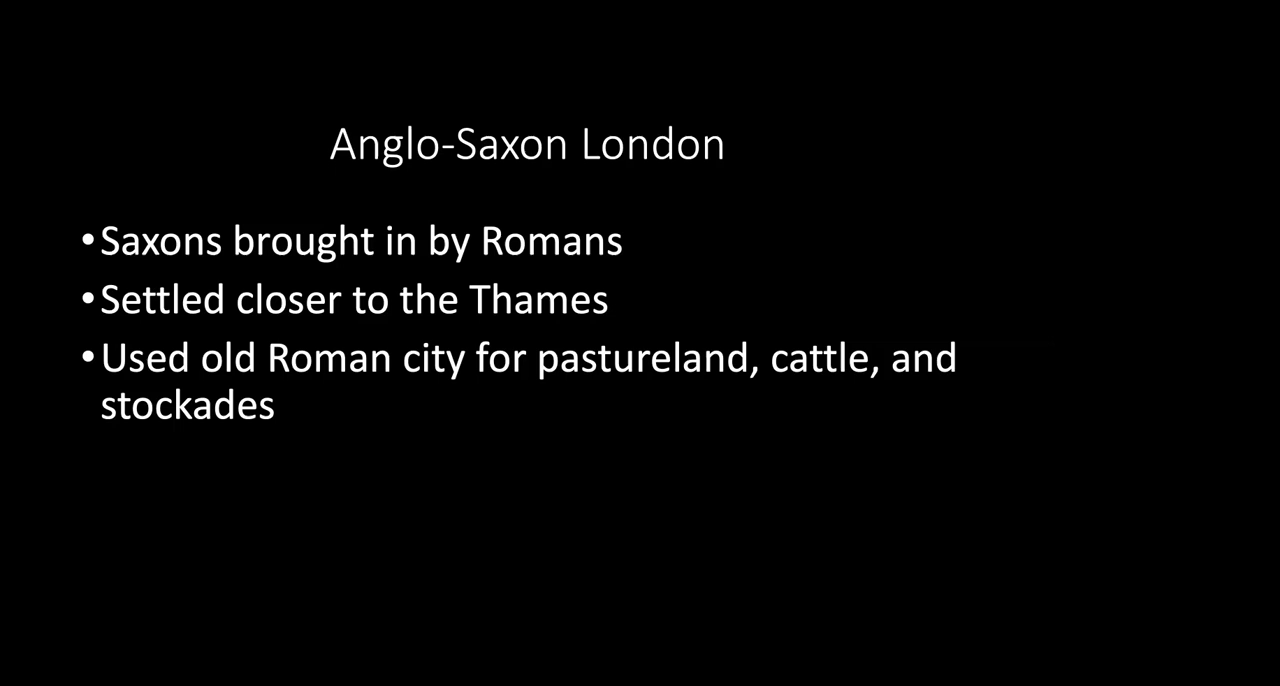 Anglo-Saxon London
•Saxons brought in by Romans
•Settled closer to the Thames
•Used old Roman city for pastureland, cattle, and
stockades